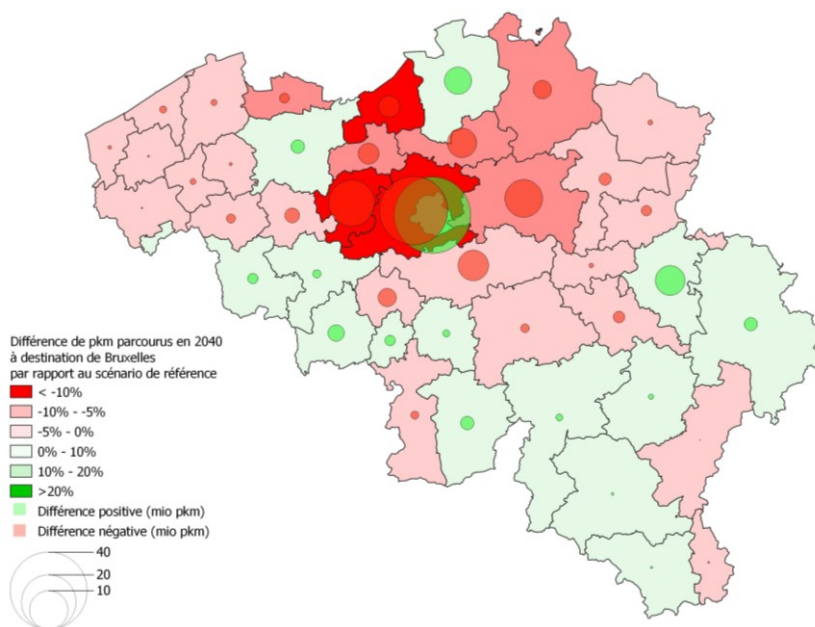 Différence de pkm parcourus en 2040
à destination de Bruxelles
par rapport au scénario de référence
< -10%
-10% - -5%
-5% - 0%
0% - 10%
10% - 20%
>20%
Différence positive (mio pkm)
Différence négative (mio pkm)
40
20
10